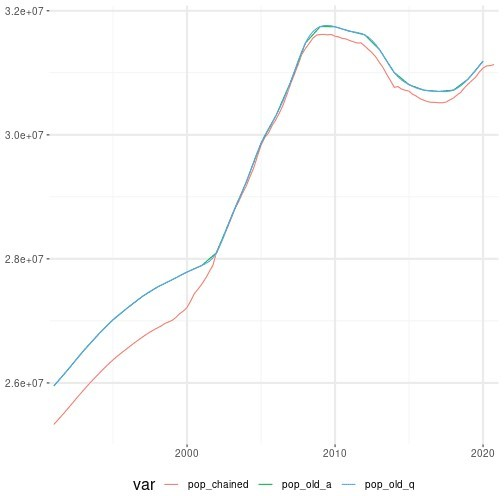 3.2e+07
3.0e+07
2.8e+07
2.6e+07
2000 2010 2020
var pop_chained pop_old_a pop_old_q